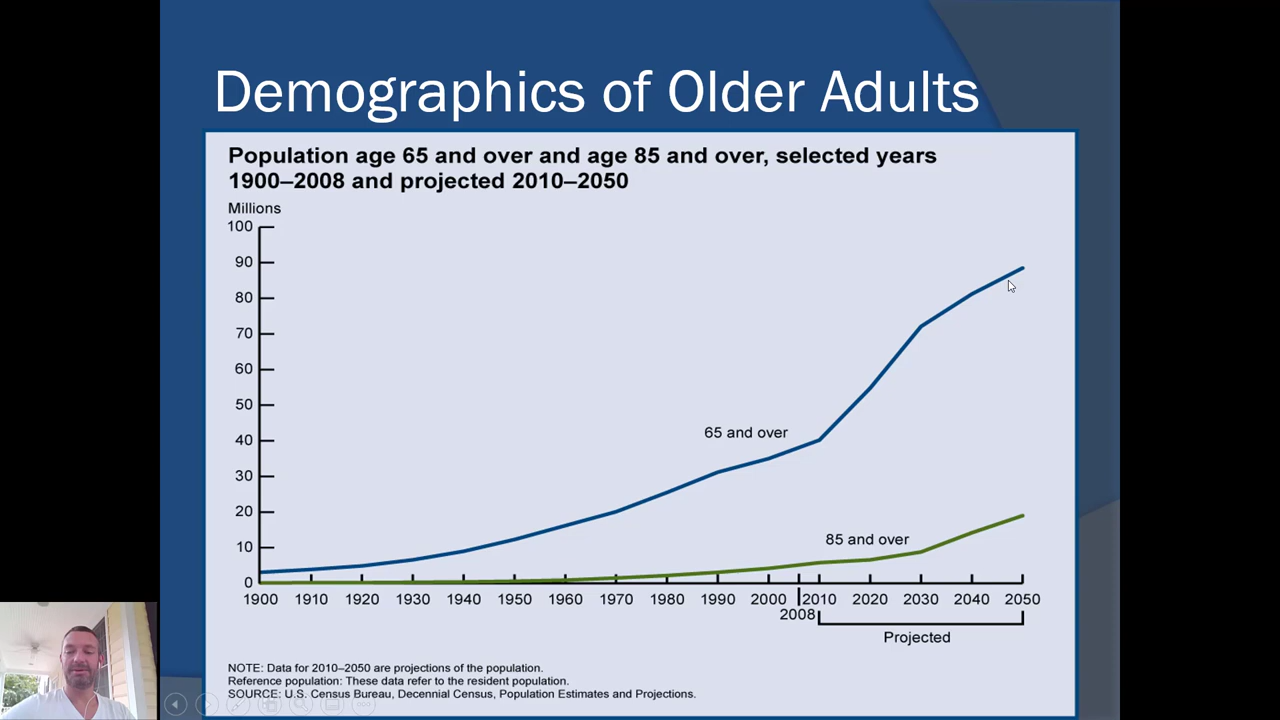 Demographics of Older Adults
Population age 65 and over and age 85 and over, selected years
1900–2008 and projected 2010–2050
Millions
100
90
80
70
60
50
40
30
20
10
0
65 and over
85 and over
1900 1910 1920 1930 1940 1950 1960 1970 1980 1990 2000 2010 2020 2030 2040 2050
2008
Projected
NOTE: Data for 2010–2050 are projections of the population.
Reference population: These data refer to the resident population.
SOURCE: U.S. Census Bureau, Decennial Census, Population Estimates and Projections.